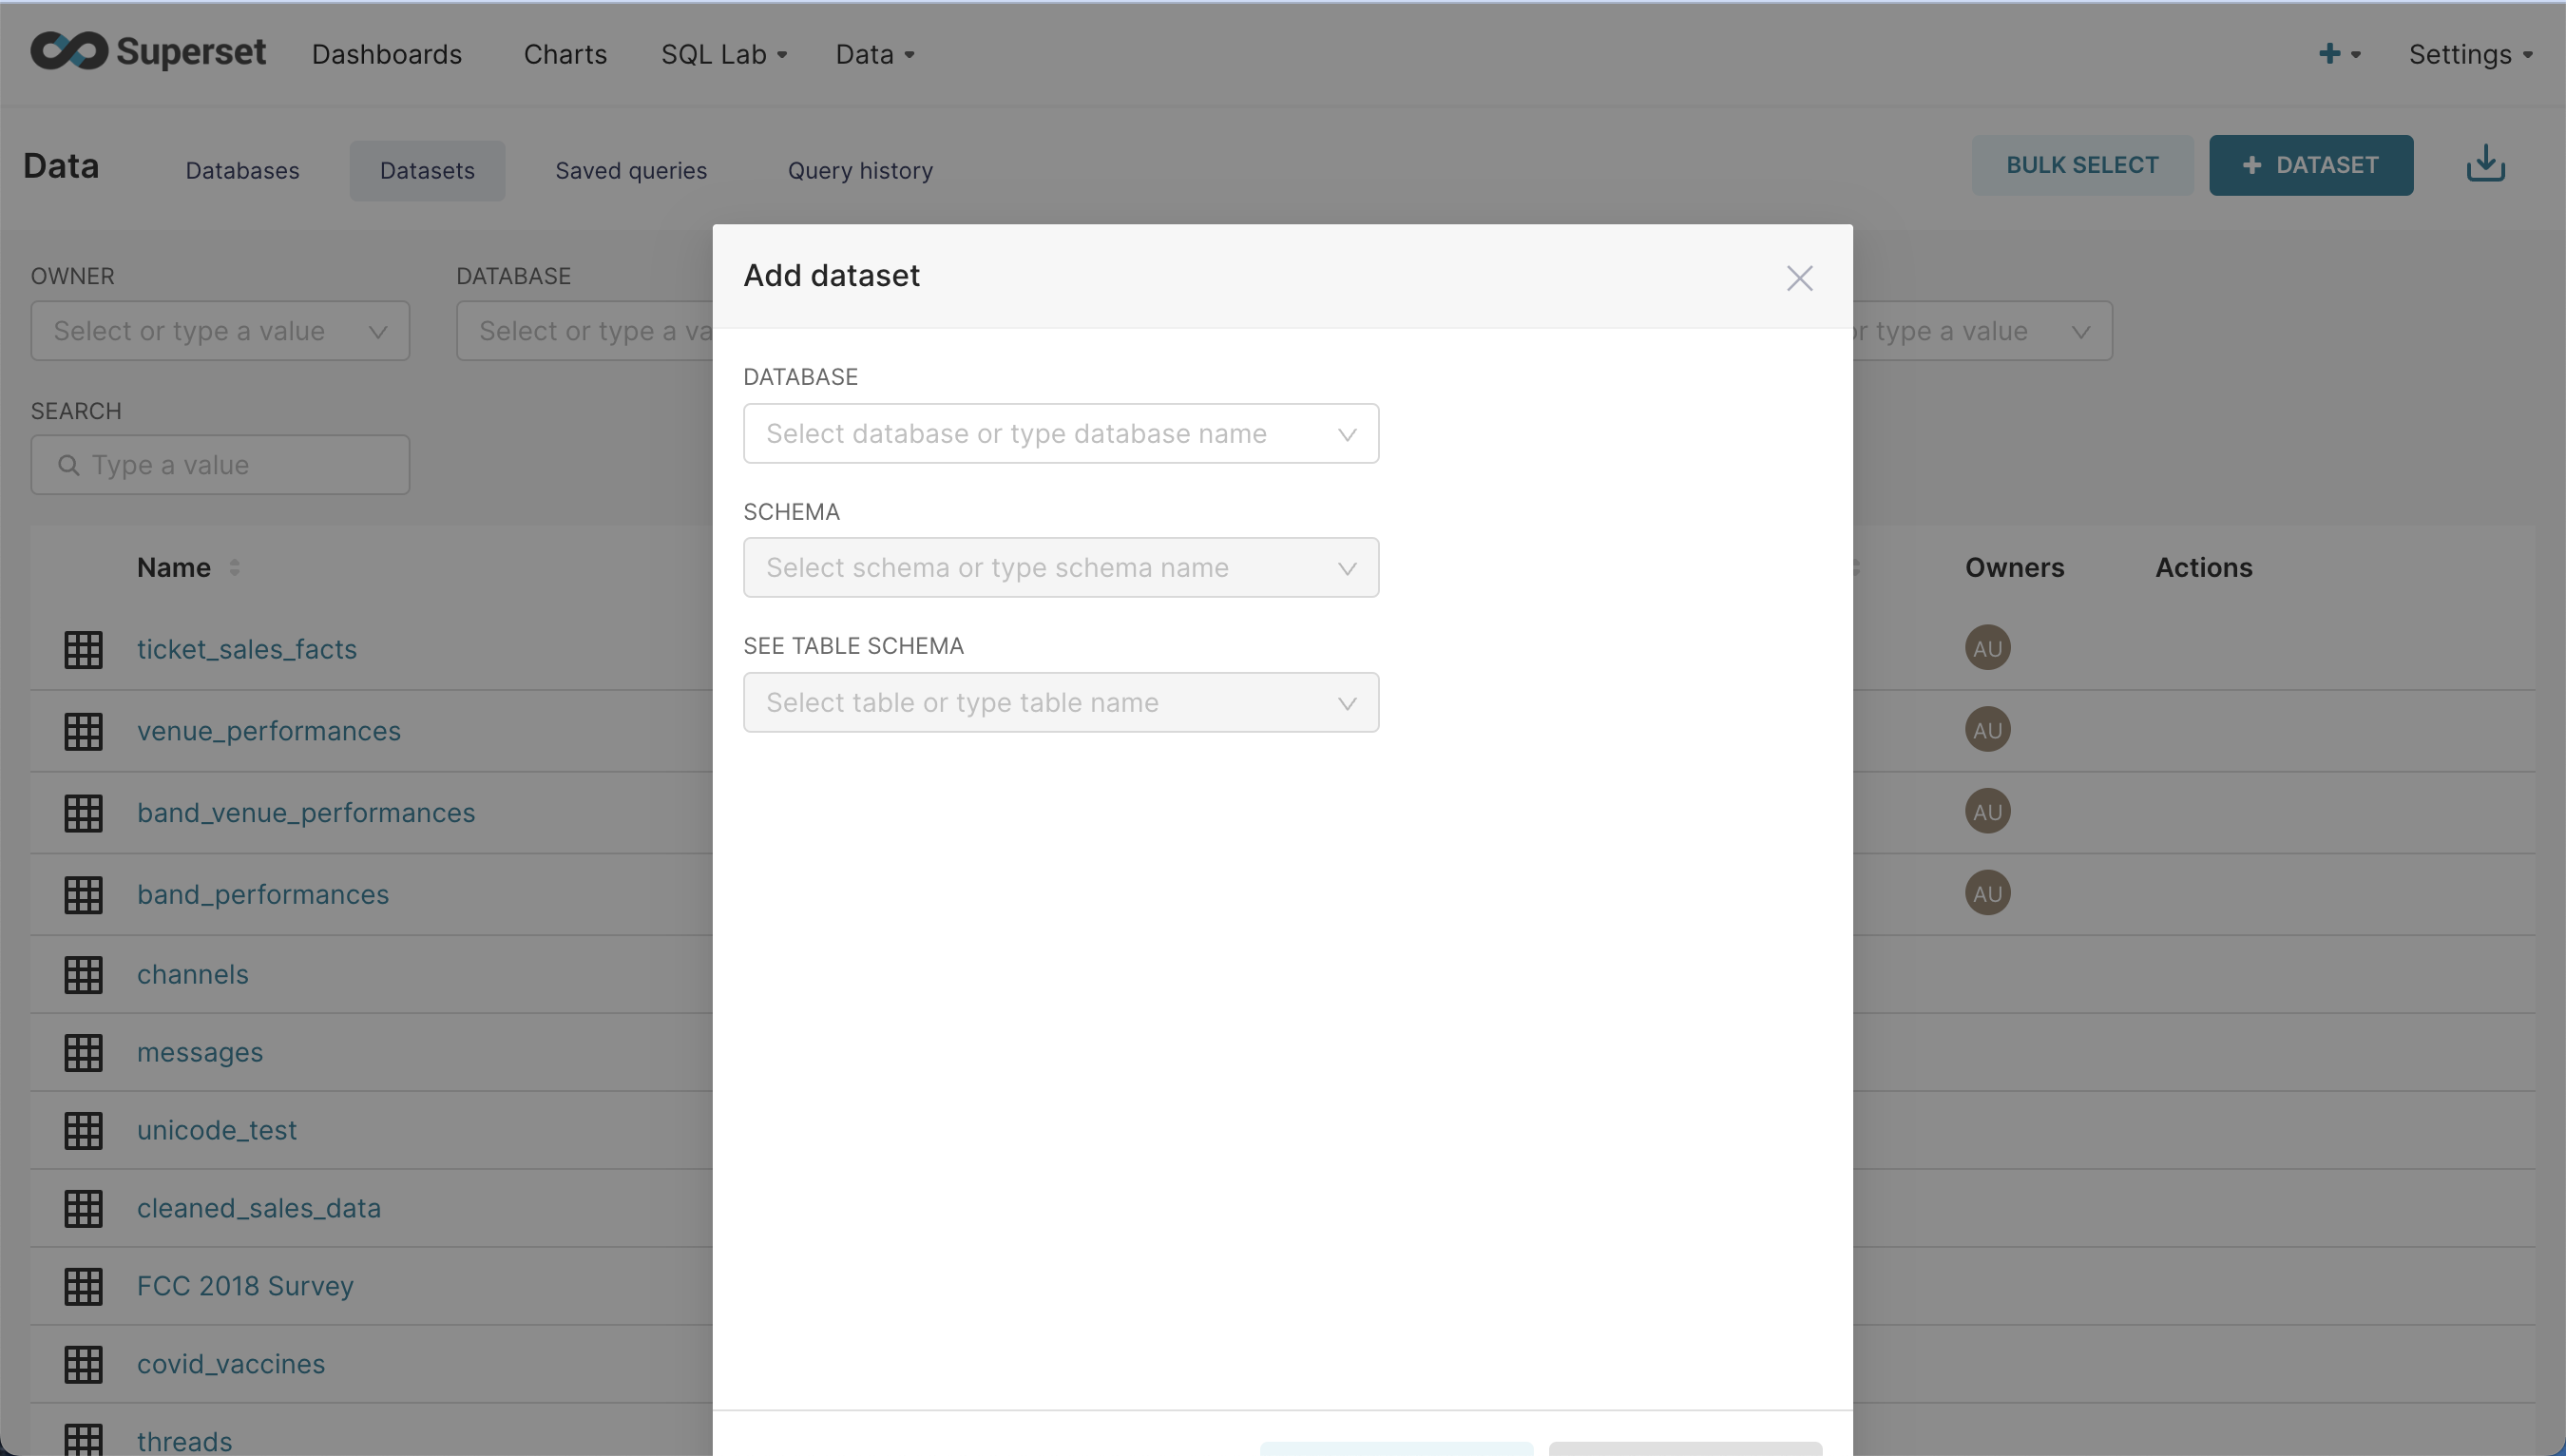 Superset Dashboards Charts SQL Lab Data Settings
Data Databases Datasets Saved queries Query history BULK SELECT + DATASET
OWNER DATABASE
Select or type a value Select or type a va or type a value
SEARCH
Type a value
Add dataset
DATABASE
Select database or type database name
SCHEMA
Select schema or type schema name
SEE TABLE SCHEMA
Select table or type table name
Name Owners Actions
ticket_sales_facts AU
venue_performances AU
band_venue_performances AU
band_performances AU
channels
messages
unicode_test
cleaned_sales_data
FCC 2018 Survey
covid_vaccines
threads